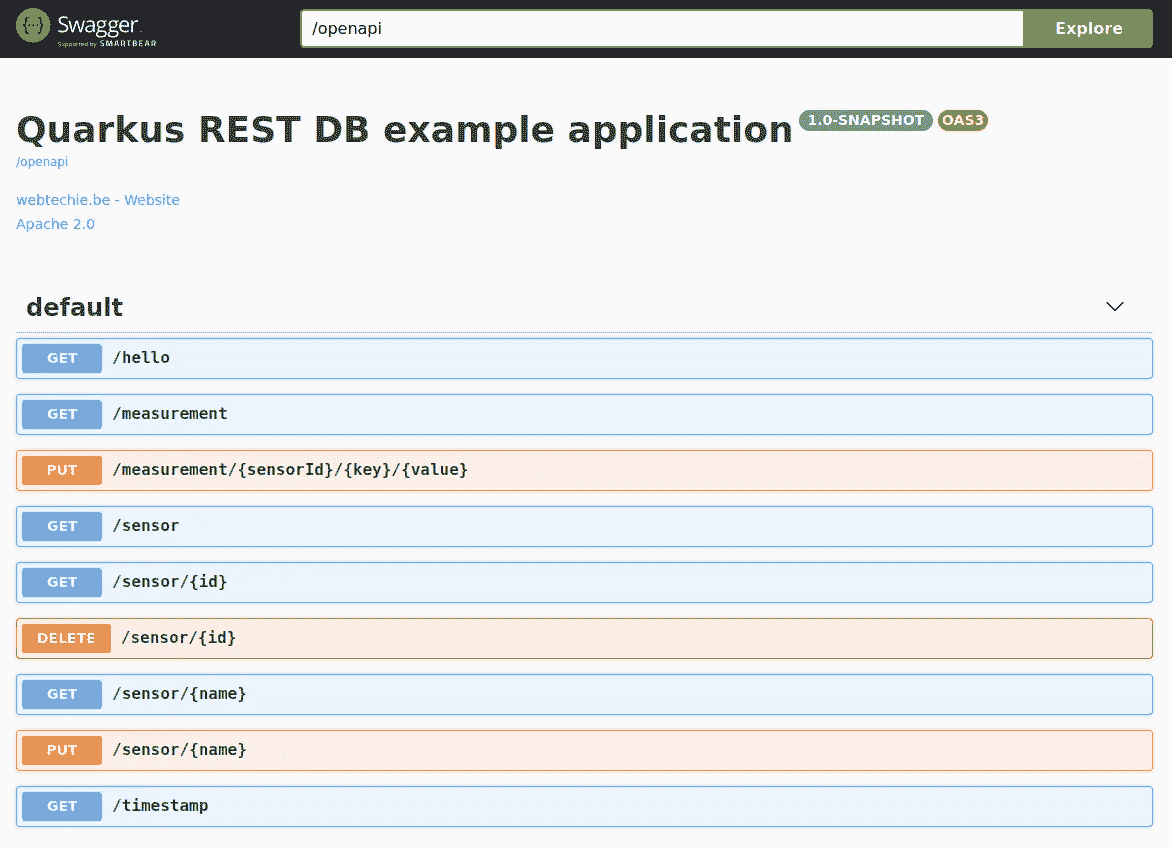 Swagger.
Supported by SMARTBEAR
/openapi
Explore
Quarkus REST DB example application 1.0-SNAPSHOT OAS3
/openapi
webtechie.be - Website
Apache 2.0
default
GET /hello
GET /measurement
PUT /measurement/{sensorId}/{key}/{value}
GET /sensor
GET /sensor/{id}
DELETE /sensor/{id}
GET /sensor/{name}
PUT /sensor/{name}
GET /timestamp